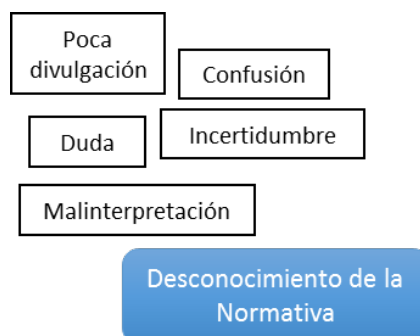 Poca
divulgación
Confusión
Duda
Incertidumbre
Malinterpretación
Desconocimiento de la
Normativa